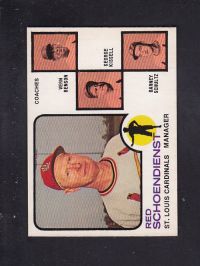 COACHES
VERN
BENSON
GEORGE
KISSELL
BARNEY
SCHULTZ
RED
SCHOENDIENST
ST. LOUIS CARDINALS MANAGER